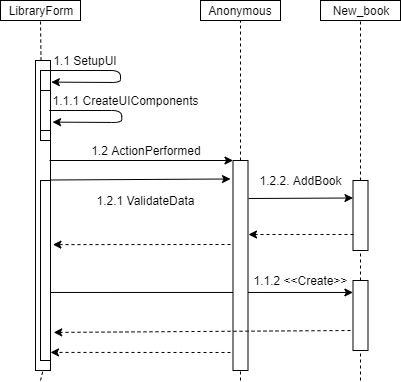 LibraryForm
Anonymous
New_book
1.1 SetupUI
1.1.1 CreateUIComponents
1.2 ActionPerformed
1.2.2. AddBook
1.2.1 ValidateData
1.1.2 <<Create>>